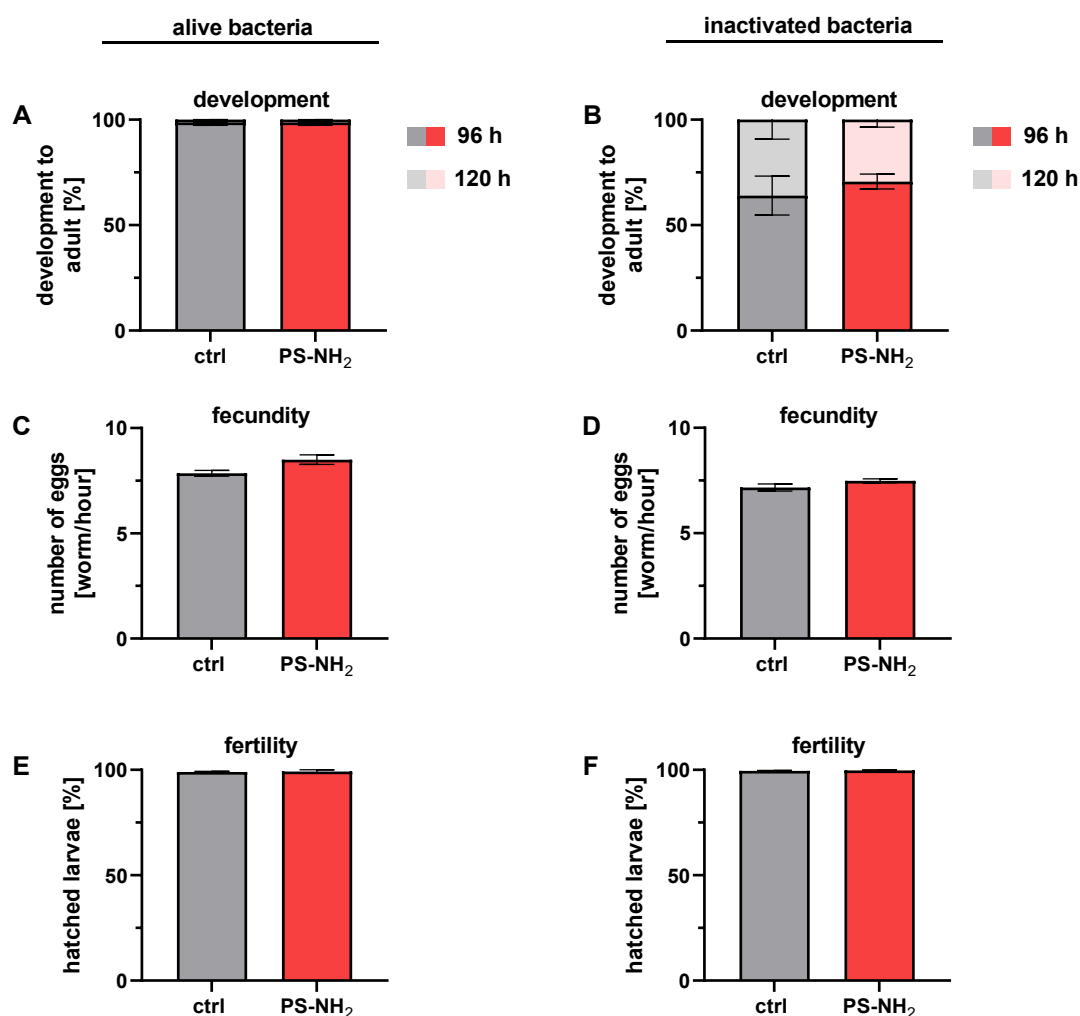 alive bacteria
inactivated bacteria
A
development
development to
adult [%]
100
50
0
ctrl
PS-NH₂
96 h
120 h
B
development
development to
adult [%]
100
50
0
ctrl
PS-NH₂
96 h
120 h
C
fecundity
number of eggs
[worm/hour]
10
5
0
ctrl
PS-NH₂
D
fecundity
number of eggs
[worm/hour]
10
5
0
ctrl
PS-NH₂
E
fertility
hatched larvae [%]
100
50
0
ctrl
PS-NH₂
F
fertility
hatched larvae [%]
100
50
0
ctrl
PS-NH₂